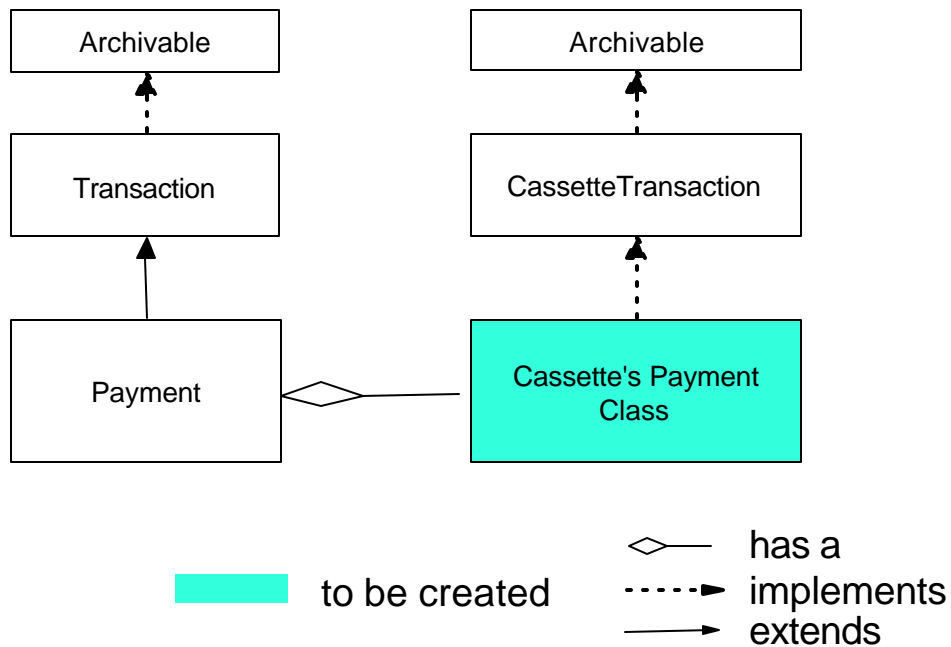 Archivable
Archivable
Transaction
CassetteTransaction
Payment
Cassette's Payment
Class
to be created
has a
implements
extends